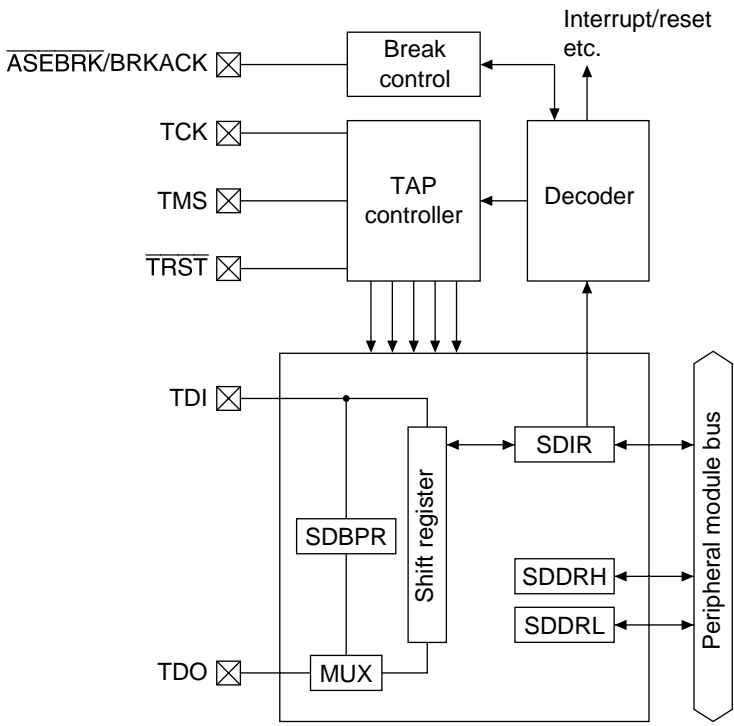 Interrupt/reset
etc.
ASEBRK/BRKACK
Break
control
TCK
TMS
TRST
TAP
controller
Decoder
TDI
SDIR
SDBPR
Shift register
SDDRH
SDDRL
Peripheral module bus
TDO
MUX